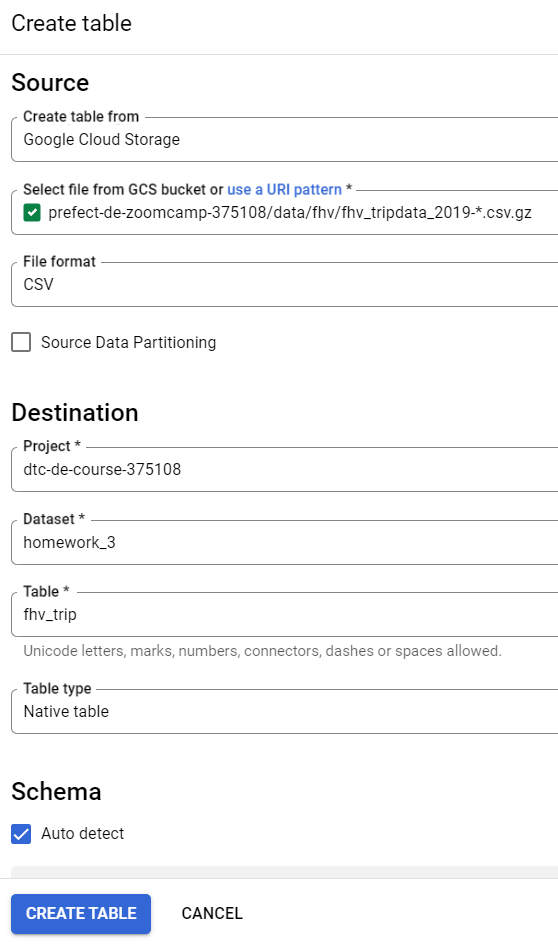 Create table
Source
Create table from
Google Cloud Storage
Select file from GCS bucket or use a URI pattern *
prefect-de-zoomcamp-375108/data/fhv/fhv_tripdata_2019-*.csv.gz
File format
CSV
Source Data Partitioning
Destination
Project *
dtc-de-course-375108
Dataset *
homework_3
Table *
fhv_trip
Unicode letters, marks, numbers, connectors, dashes or spaces allowed.
Table type
Native table
Schema
Auto detect
CREATE TABLE CANCEL